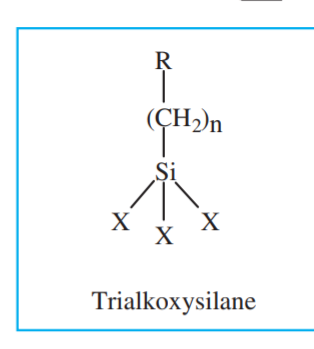 R
(CH₂)n
Si
X X X
Trialkoxysilane